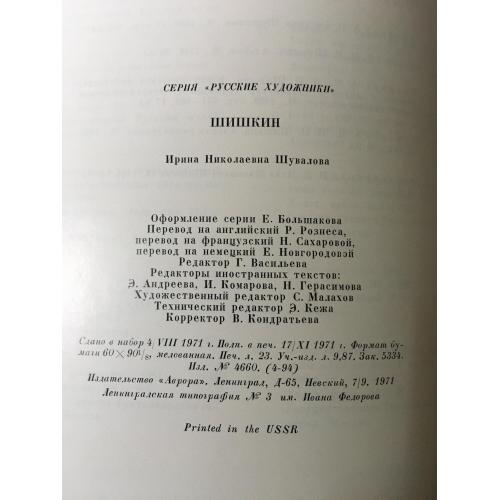 СЕРИЯ «РУССКИЕ ХУДОЖНИКИ»
ШИШКИН
Ирина Николаевна Шувалова
Оформление серии Е. Большакова
Перевод на английский Р. Рознеса,
перевод на французский Н. Сахаровой,
перевод на немецкий Е. Новгородовой
Редактор Г. Васильева
Редакторы иностранных текстов:
Э. Андреева, И. Комарова, Н. Герасимова
Художественный редактор С. Малахов
Технический редактор Э. Кежа
Корректор В. Кондратьева
Сдано в набор 4/VIII 1971 г. Подп. в печ. 17/XI 1971 г. Формат бу-
маги 60×90⅛, мелованная. Печ. л. 23. Уч.-изд. л. 9,87. Зак. 5334.
Изд. № 4660. (4-94)
Издательство «Аврора». Ленинград, Д-65, Невский, 7/9. 1971
Ленинградская типография № 3 им. Ивана Федорова
Printed in the USSR